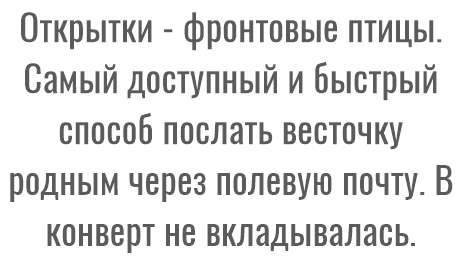 Открытки - фронтовые птицы.
Самый доступный и быстрый
способ послать весточку
родным через полевую почту. В
конверт не вкладывалась.